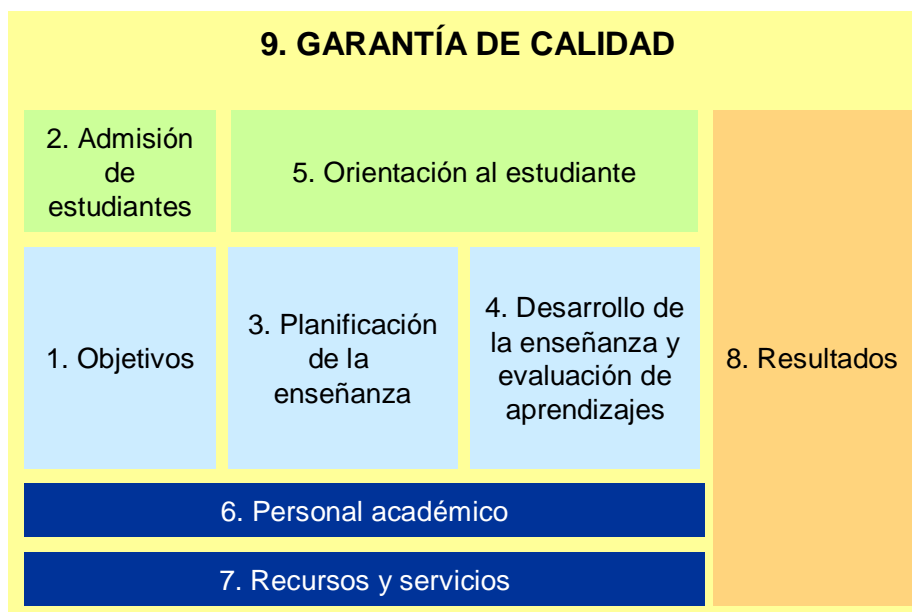 9. GARANTÍA DE CALIDAD
2. Admisión
de
estudiantes
5. Orientación al estudiante
1. Objetivos
3. Planificación
de la
enseñanza
4. Desarrollo de
la enseñanza y
evaluación de
aprendizajes
8. Resultados
6. Personal académico
7. Recursos y servicios